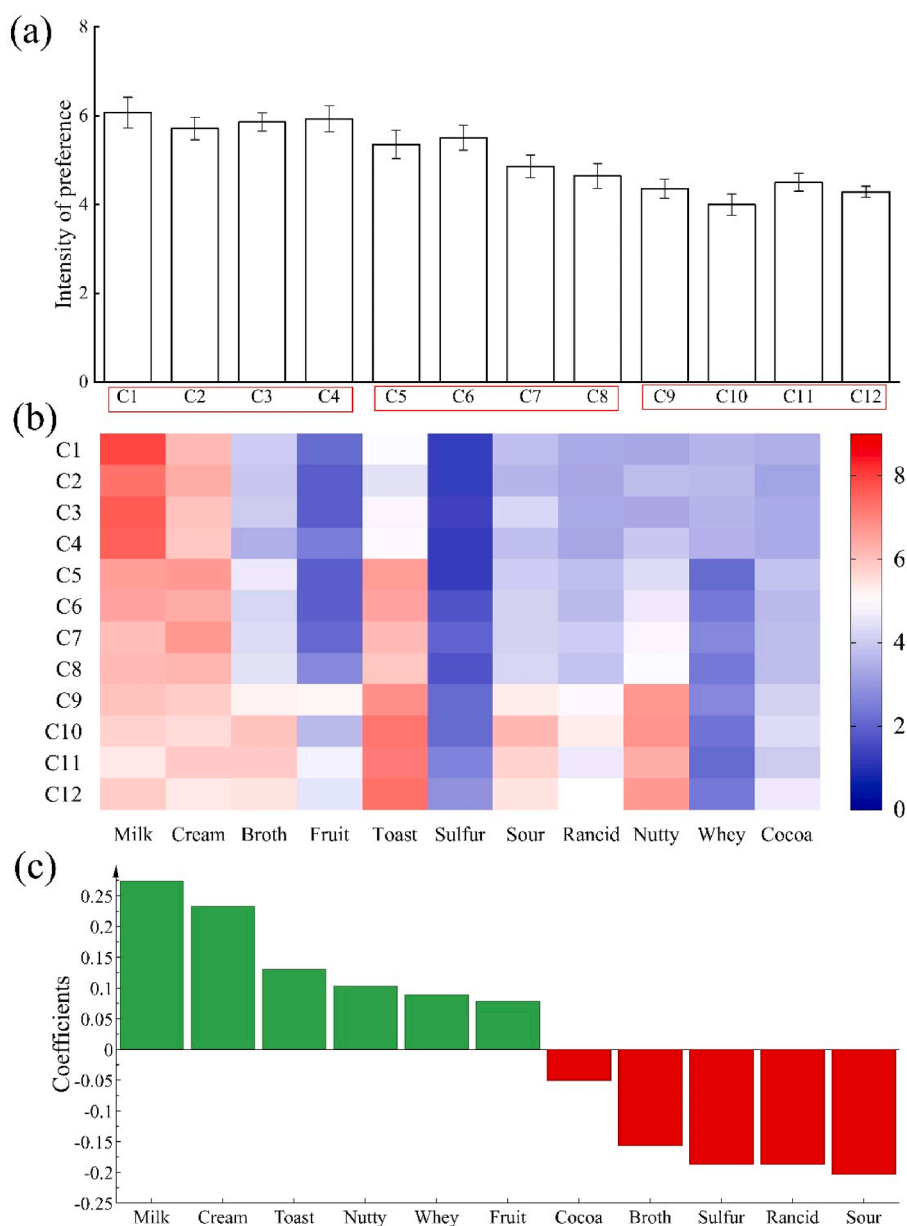 (a)
8
6
4
2
0
Intensity of preference
C1 C2 C3 C4 C5 C6 C7 C8 C9 C10 C11 C12
(b)
C1
C2
C3
C4
C5
C6
C7
C8
C9
C10
C11
C12
8
6
4
2
0
Milk Cream Broth Fruit Toast Sulfur Sour Rancid Nutty Whey Cocoa
(c)
0.25
0.2
0.15
0.1
0.05
0
-0.05
-0.1
-0.15
-0.2
-0.25
Coefficients
Milk Cream Toast Nutty Whey Fruit Cocoa Broth Sulfur Rancid Sour